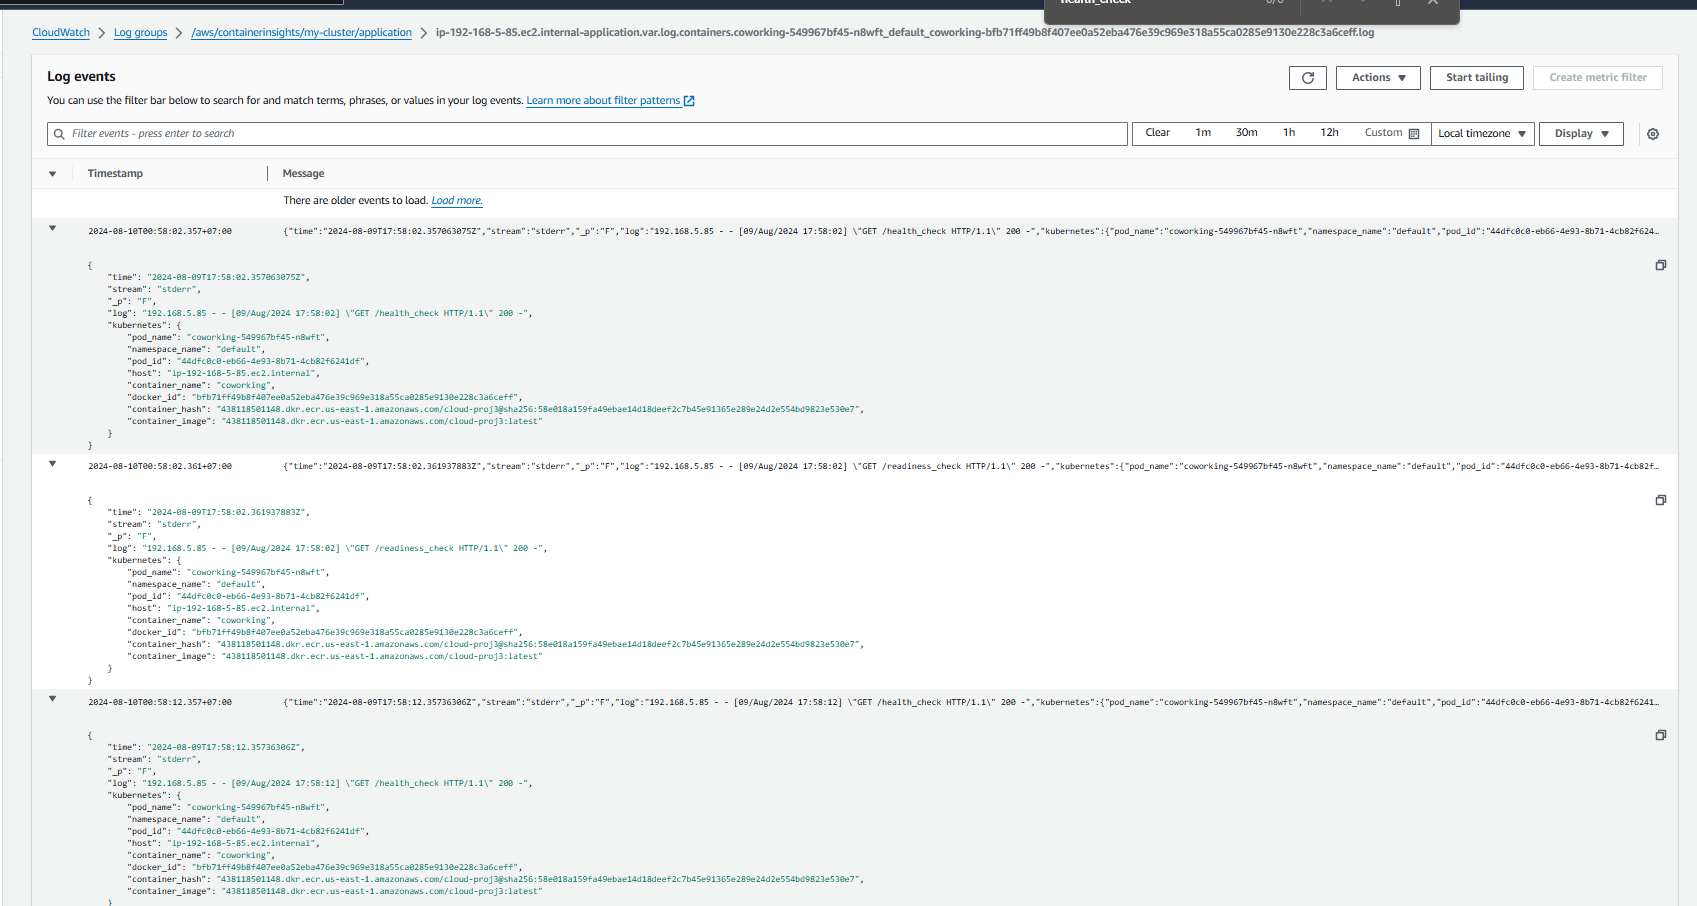 health_check 0/0
CloudWatch > Log groups > /aws/containerinsights/my-cluster/application > ip-192-168-5-85.ec2.internal-application.var.log.containers.coworking-549967bf45-n8wft_default_coworking-bfb71ff49b8f407ee0a52eba476e39c969e318a55ca0285e9130e228c3a6ceff.log
Log events
Actions Start tailing Create metric filter
You can use the filter bar below to search for and match terms, phrases, or values in your log events. Learn more about filter patterns
Filter events - press enter to search
Clear 1m 30m 1h 12h Custom Local timezone Display
Timestamp Message
There are older events to load. Load more.
2024-08-10T00:58:02.357+07:00 {"time":"2024-08-09T17:58:02.357063075Z","stream":"stderr","_p":"F","log":"192.168.5.85 - - [09/Aug/2024 17:58:02] \"GET /health_check HTTP/1.1\" 200 -","kubernetes":{"pod_name":"coworking-549967bf45-n8wft","namespace_name":"default","pod_id":"44dfc0c0-eb66-4e93-8b71-4cb82f624…
{
"time": "2024-08-09T17:58:02.357063075Z",
"stream": "stderr",
"_p": "F",
"log": "192.168.5.85 - - [09/Aug/2024 17:58:02] \"GET /health_check HTTP/1.1\" 200 -",
"kubernetes": {
"pod_name": "coworking-549967bf45-n8wft",
"namespace_name": "default",
"pod_id": "44dfc0c0-eb66-4e93-8b71-4cb82f6241df",
"host": "ip-192-168-5-85.ec2.internal",
"container_name": "coworking",
"docker_id": "bfb71ff49b8f407ee0a52eba476e39c969e318a55ca0285e9130e228c3a6ceff",
"container_hash": "438118501148.dkr.ecr.us-east-1.amazonaws.com/cloud-proj3@sha256:58e018a159fa49ebae14d18deef2c7b45e91365e289e24d2e554bd9823e530e7",
"container_image": "438118501148.dkr.ecr.us-east-1.amazonaws.com/cloud-proj3:latest"
}
}
2024-08-10T00:58:02.361+07:00 {"time":"2024-08-09T17:58:02.361937883Z","stream":"stderr","_p":"F","log":"192.168.5.85 - - [09/Aug/2024 17:58:02] \"GET /readiness_check HTTP/1.1\" 200 -","kubernetes":{"pod_name":"coworking-549967bf45-n8wft","namespace_name":"default","pod_id":"44dfc0c0-eb66-4e93-8b71-4cb82f…
{
"time": "2024-08-09T17:58:02.361937883Z",
"stream": "stderr",
"_p": "F",
"log": "192.168.5.85 - - [09/Aug/2024 17:58:02] \"GET /readiness_check HTTP/1.1\" 200 -",
"kubernetes": {
"pod_name": "coworking-549967bf45-n8wft",
"namespace_name": "default",
"pod_id": "44dfc0c0-eb66-4e93-8b71-4cb82f6241df",
"host": "ip-192-168-5-85.ec2.internal",
"container_name": "coworking",
"docker_id": "bfb71ff49b8f407ee0a52eba476e39c969e318a55ca0285e9130e228c3a6ceff",
"container_hash": "438118501148.dkr.ecr.us-east-1.amazonaws.com/cloud-proj3@sha256:58e018a159fa49ebae14d18deef2c7b45e91365e289e24d2e554bd9823e530e7",
"container_image": "438118501148.dkr.ecr.us-east-1.amazonaws.com/cloud-proj3:latest"
}
}
2024-08-10T00:58:12.357+07:00 {"time":"2024-08-09T17:58:12.35736306Z","stream":"stderr","_p":"F","log":"192.168.5.85 - - [09/Aug/2024 17:58:12] \"GET /health_check HTTP/1.1\" 200 -","kubernetes":{"pod_name":"coworking-549967bf45-n8wft","namespace_name":"default","pod_id":"44dfc0c0-eb66-4e93-8b71-4cb82f6241…
{
"time": "2024-08-09T17:58:12.35736306Z",
"stream": "stderr",
"_p": "F",
"log": "192.168.5.85 - - [09/Aug/2024 17:58:12] \"GET /health_check HTTP/1.1\" 200 -",
"kubernetes": {
"pod_name": "coworking-549967bf45-n8wft",
"namespace_name": "default",
"pod_id": "44dfc0c0-eb66-4e93-8b71-4cb82f6241df",
"host": "ip-192-168-5-85.ec2.internal",
"container_name": "coworking",
"docker_id": "bfb71ff49b8f407ee0a52eba476e39c969e318a55ca0285e9130e228c3a6ceff",
"container_hash": "438118501148.dkr.ecr.us-east-1.amazonaws.com/cloud-proj3@sha256:58e018a159fa49ebae14d18deef2c7b45e91365e289e24d2e554bd9823e530e7",
"container_image": "438118501148.dkr.ecr.us-east-1.amazonaws.com/cloud-proj3:latest"
}